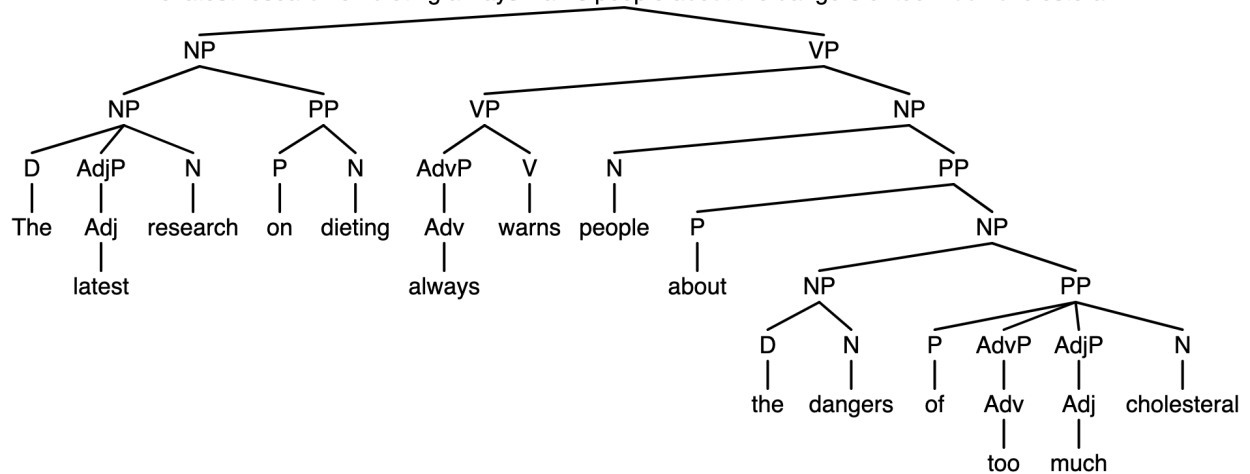 NP VP
NP PP VP NP
D AdjP N P N AdvP V N PP
The Adj research on dieting Adv warns people P NP
latest always about NP PP
D N P AdvP AdjP N
the dangers of Adv Adj cholesteral
too much